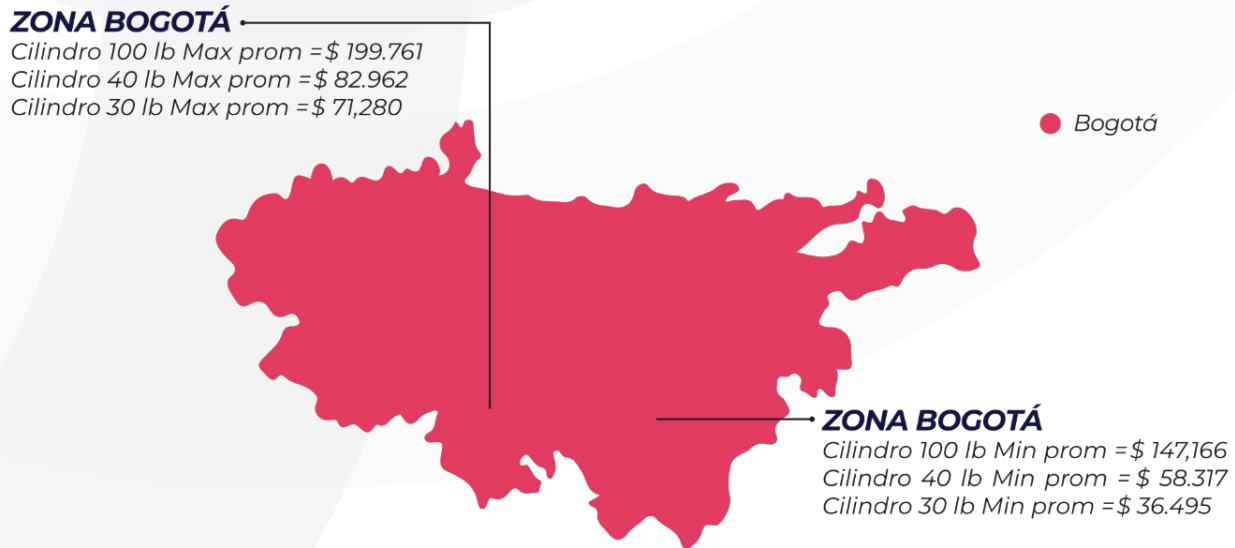 ZONA BOGOTÁ
Cilindro 100 lb Max prom =$ 199.761
Cilindro 40 lb Max prom =$ 82.962
Cilindro 30 lb Max prom =$ 71,280
Bogotá
ZONA BOGOTÁ
Cilindro 100 lb Min prom =$ 147,166
Cilindro 40 lb Min prom =$ 58.317
Cilindro 30 lb Min prom =$ 36.495